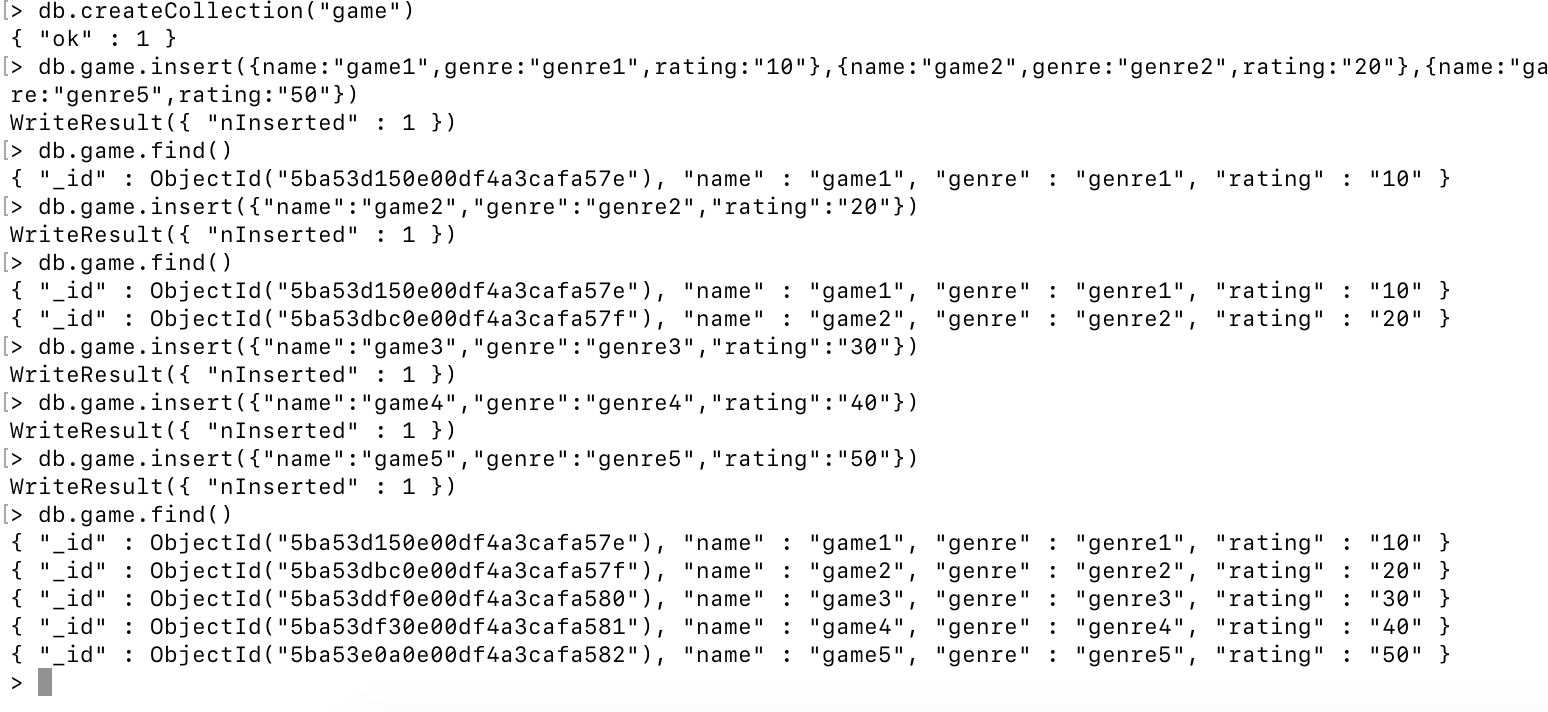 [> db.createCollection("game")
{ "ok" : 1 }
[> db.game.insert({name:"game1",genre:"genre1",rating:"10"},{name:"game2",genre:"genre2",rating:"20"},{name:"ga
re:"genre5",rating:"50"})
WriteResult({ "nInserted" : 1 })
[> db.game.find()
{ "_id" : ObjectId("5ba53d150e00df4a3cafa57e"), "name" : "game1", "genre" : "genre1", "rating" : "10" }
[> db.game.insert({"name":"game2","genre":"genre2","rating":"20"})
WriteResult({ "nInserted" : 1 })
[> db.game.find()
{ "_id" : ObjectId("5ba53d150e00df4a3cafa57e"), "name" : "game1", "genre" : "genre1", "rating" : "10" }
{ "_id" : ObjectId("5ba53dbc0e00df4a3cafa57f"), "name" : "game2", "genre" : "genre2", "rating" : "20" }
[> db.game.insert({"name":"game3","genre":"genre3","rating":"30"})
WriteResult({ "nInserted" : 1 })
[> db.game.insert({"name":"game4","genre":"genre4","rating":"40"})
WriteResult({ "nInserted" : 1 })
[> db.game.insert({"name":"game5","genre":"genre5","rating":"50"})
WriteResult({ "nInserted" : 1 })
[> db.game.find()
{ "_id" : ObjectId("5ba53d150e00df4a3cafa57e"), "name" : "game1", "genre" : "genre1", "rating" : "10" }
{ "_id" : ObjectId("5ba53dbc0e00df4a3cafa57f"), "name" : "game2", "genre" : "genre2", "rating" : "20" }
{ "_id" : ObjectId("5ba53ddf0e00df4a3cafa580"), "name" : "game3", "genre" : "genre3", "rating" : "30" }
{ "_id" : ObjectId("5ba53df30e00df4a3cafa581"), "name" : "game4", "genre" : "genre4", "rating" : "40" }
{ "_id" : ObjectId("5ba53e0a0e00df4a3cafa582"), "name" : "game5", "genre" : "genre5", "rating" : "50" }
>